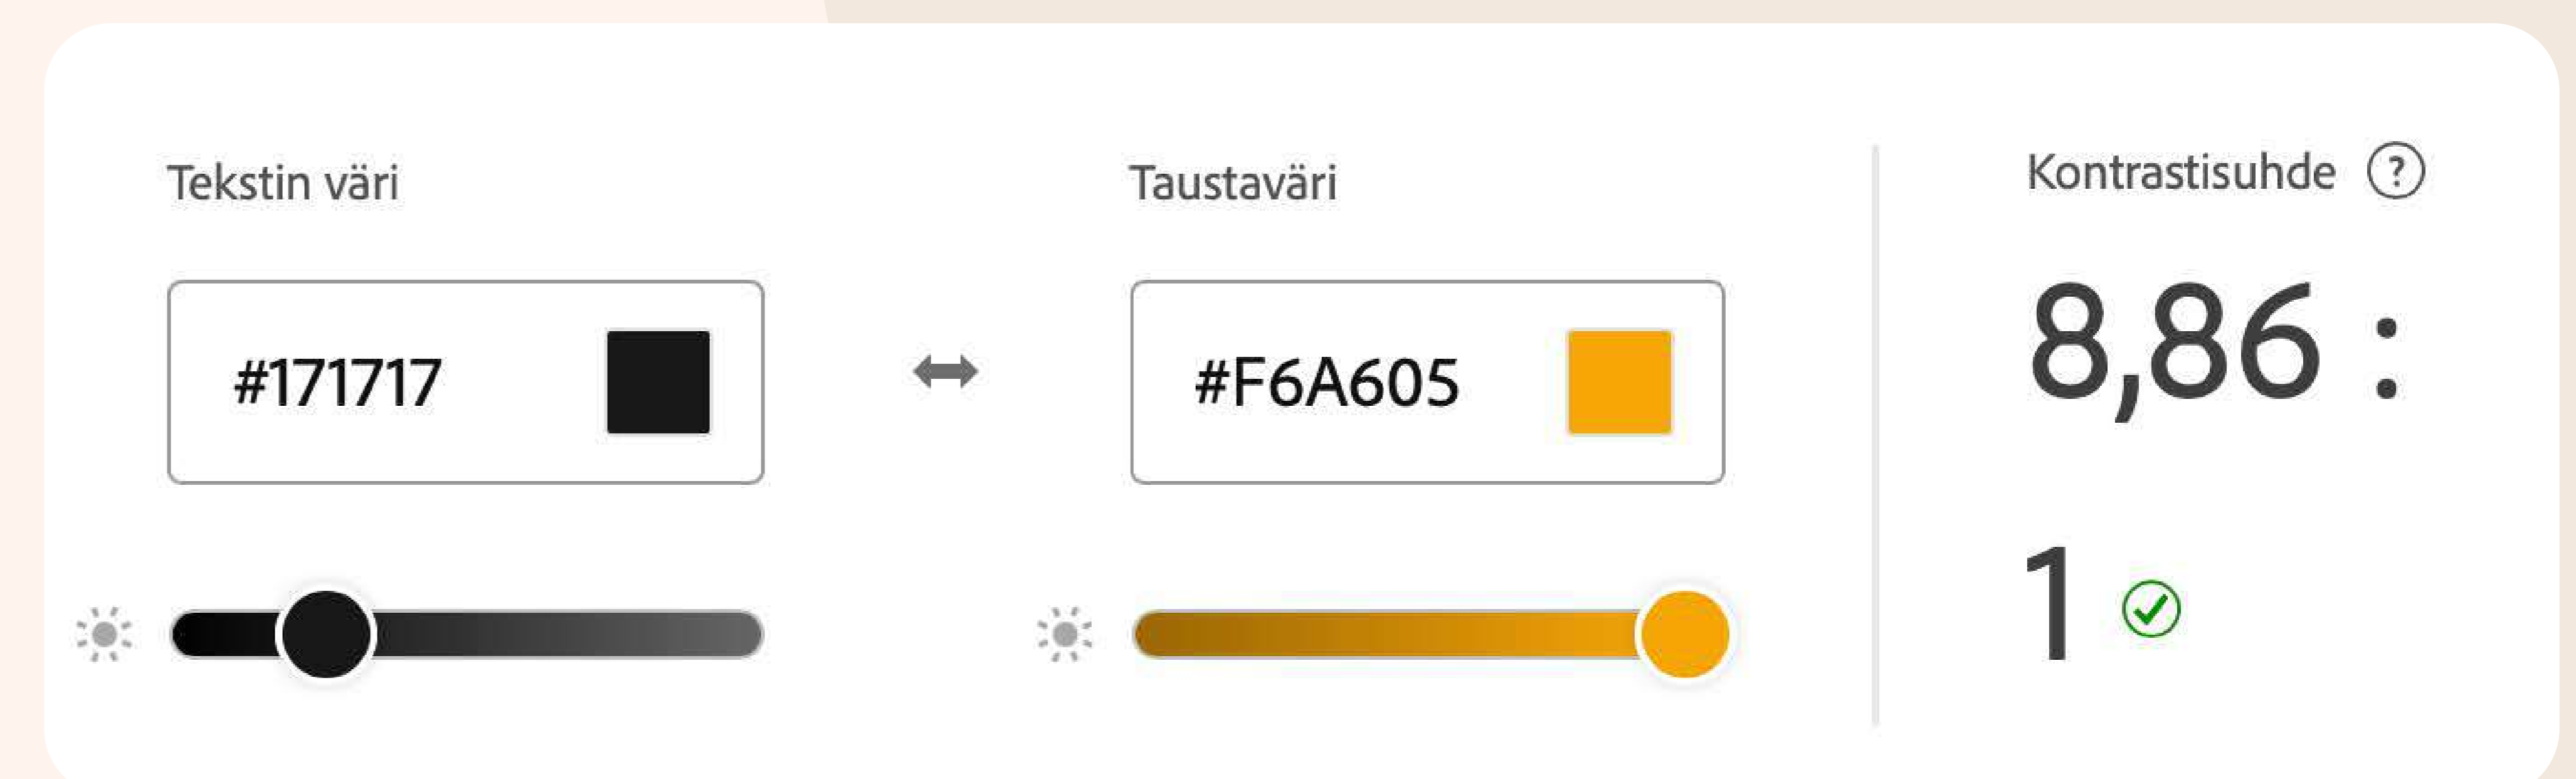 Tekstin väri
#171717
Taustaväri
#F6A605
Kontrastisuhde ?
8,86 :
1